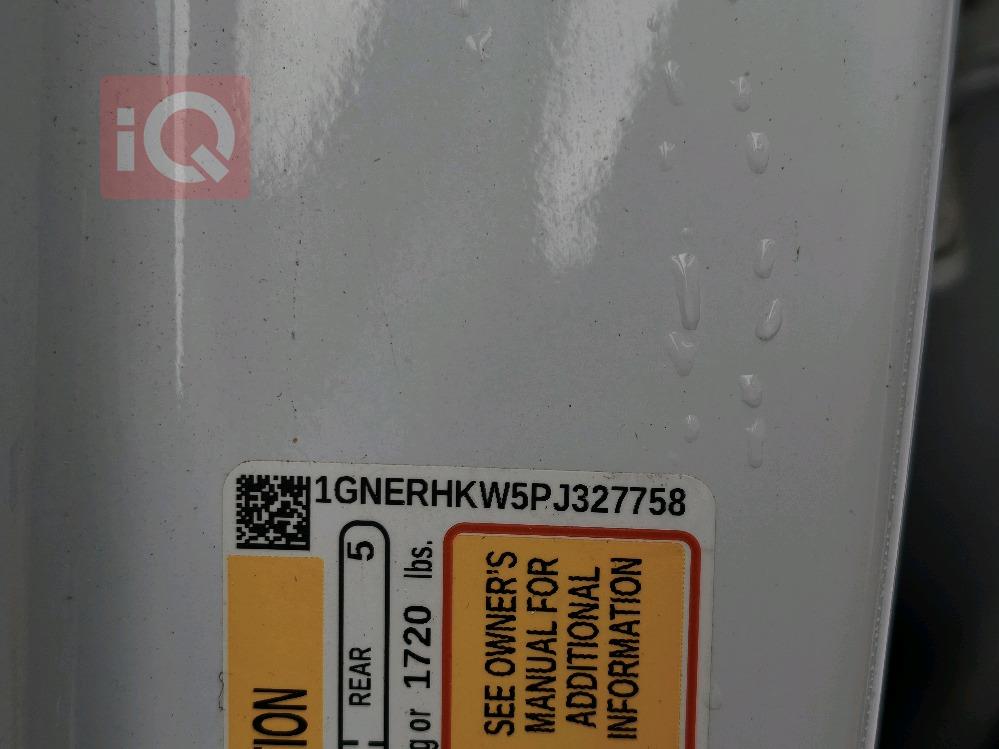 iQ
1GNERHKW5PJ327758
REAR 5
g or 1720 lbs.
SEE OWNER'S
MANUAL FOR
ADDITIONAL
INFORMATION
TION